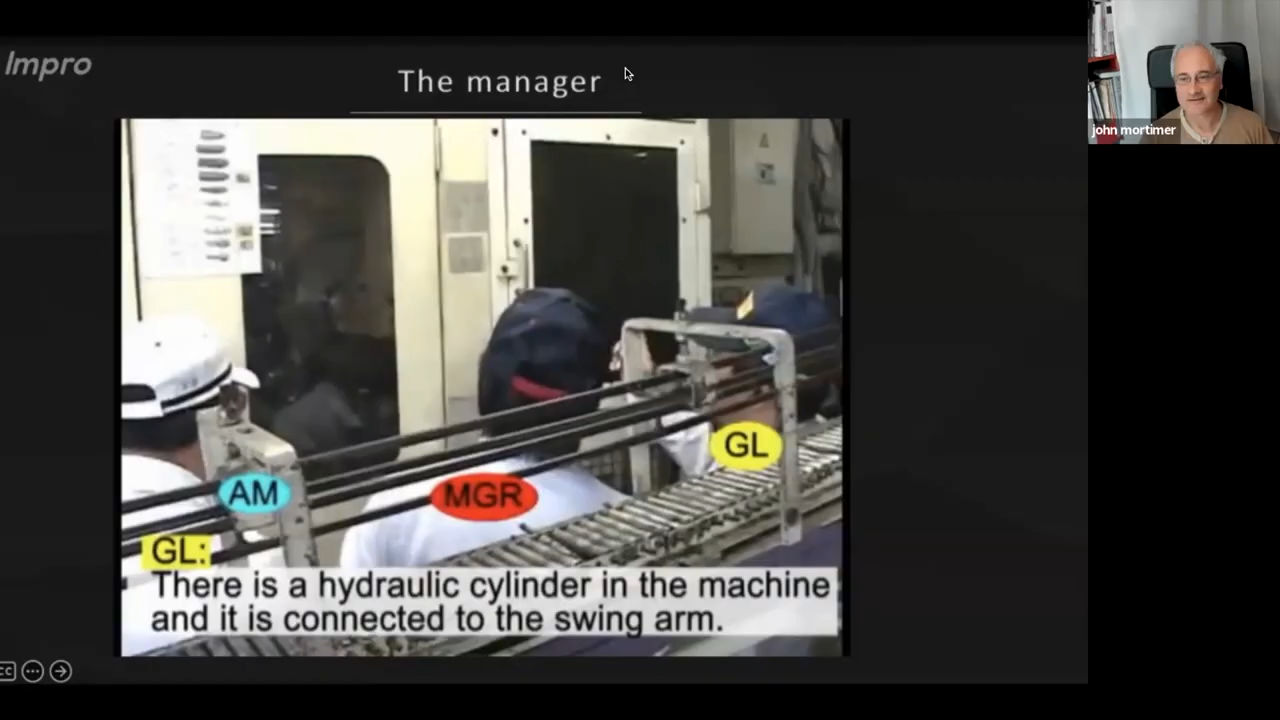 Impro
The manager
john mortimer
AM
MGR
GL
GL:
There is a hydraulic cylinder in the machine
and it is connected to the swing arm.
CC